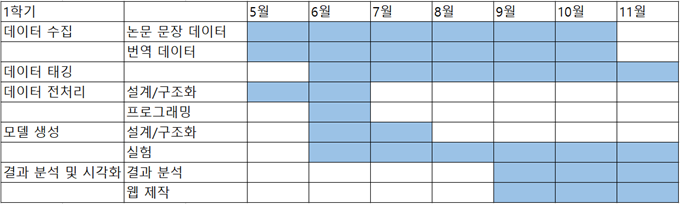 1학기 5월 6월 7월 8월 9월 10월 11월
데이터 수집 논문 문장 데이터
번역 데이터
데이터 태깅
데이터 전처리 설계/구조화
프로그래밍
모델 생성 설계/구조화
실험
결과 분석 및 시각화 결과 분석
웹 제작